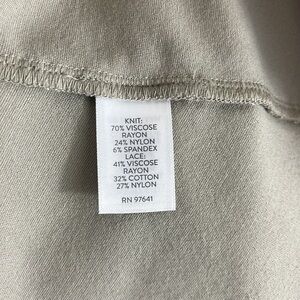 KNIT:
70% VISCOSE
RAYON
24% NYLON
6% SPANDEX
LACE:
41% VISCOSE
RAYON
32% COTTON
27% NYLON
RN 97641